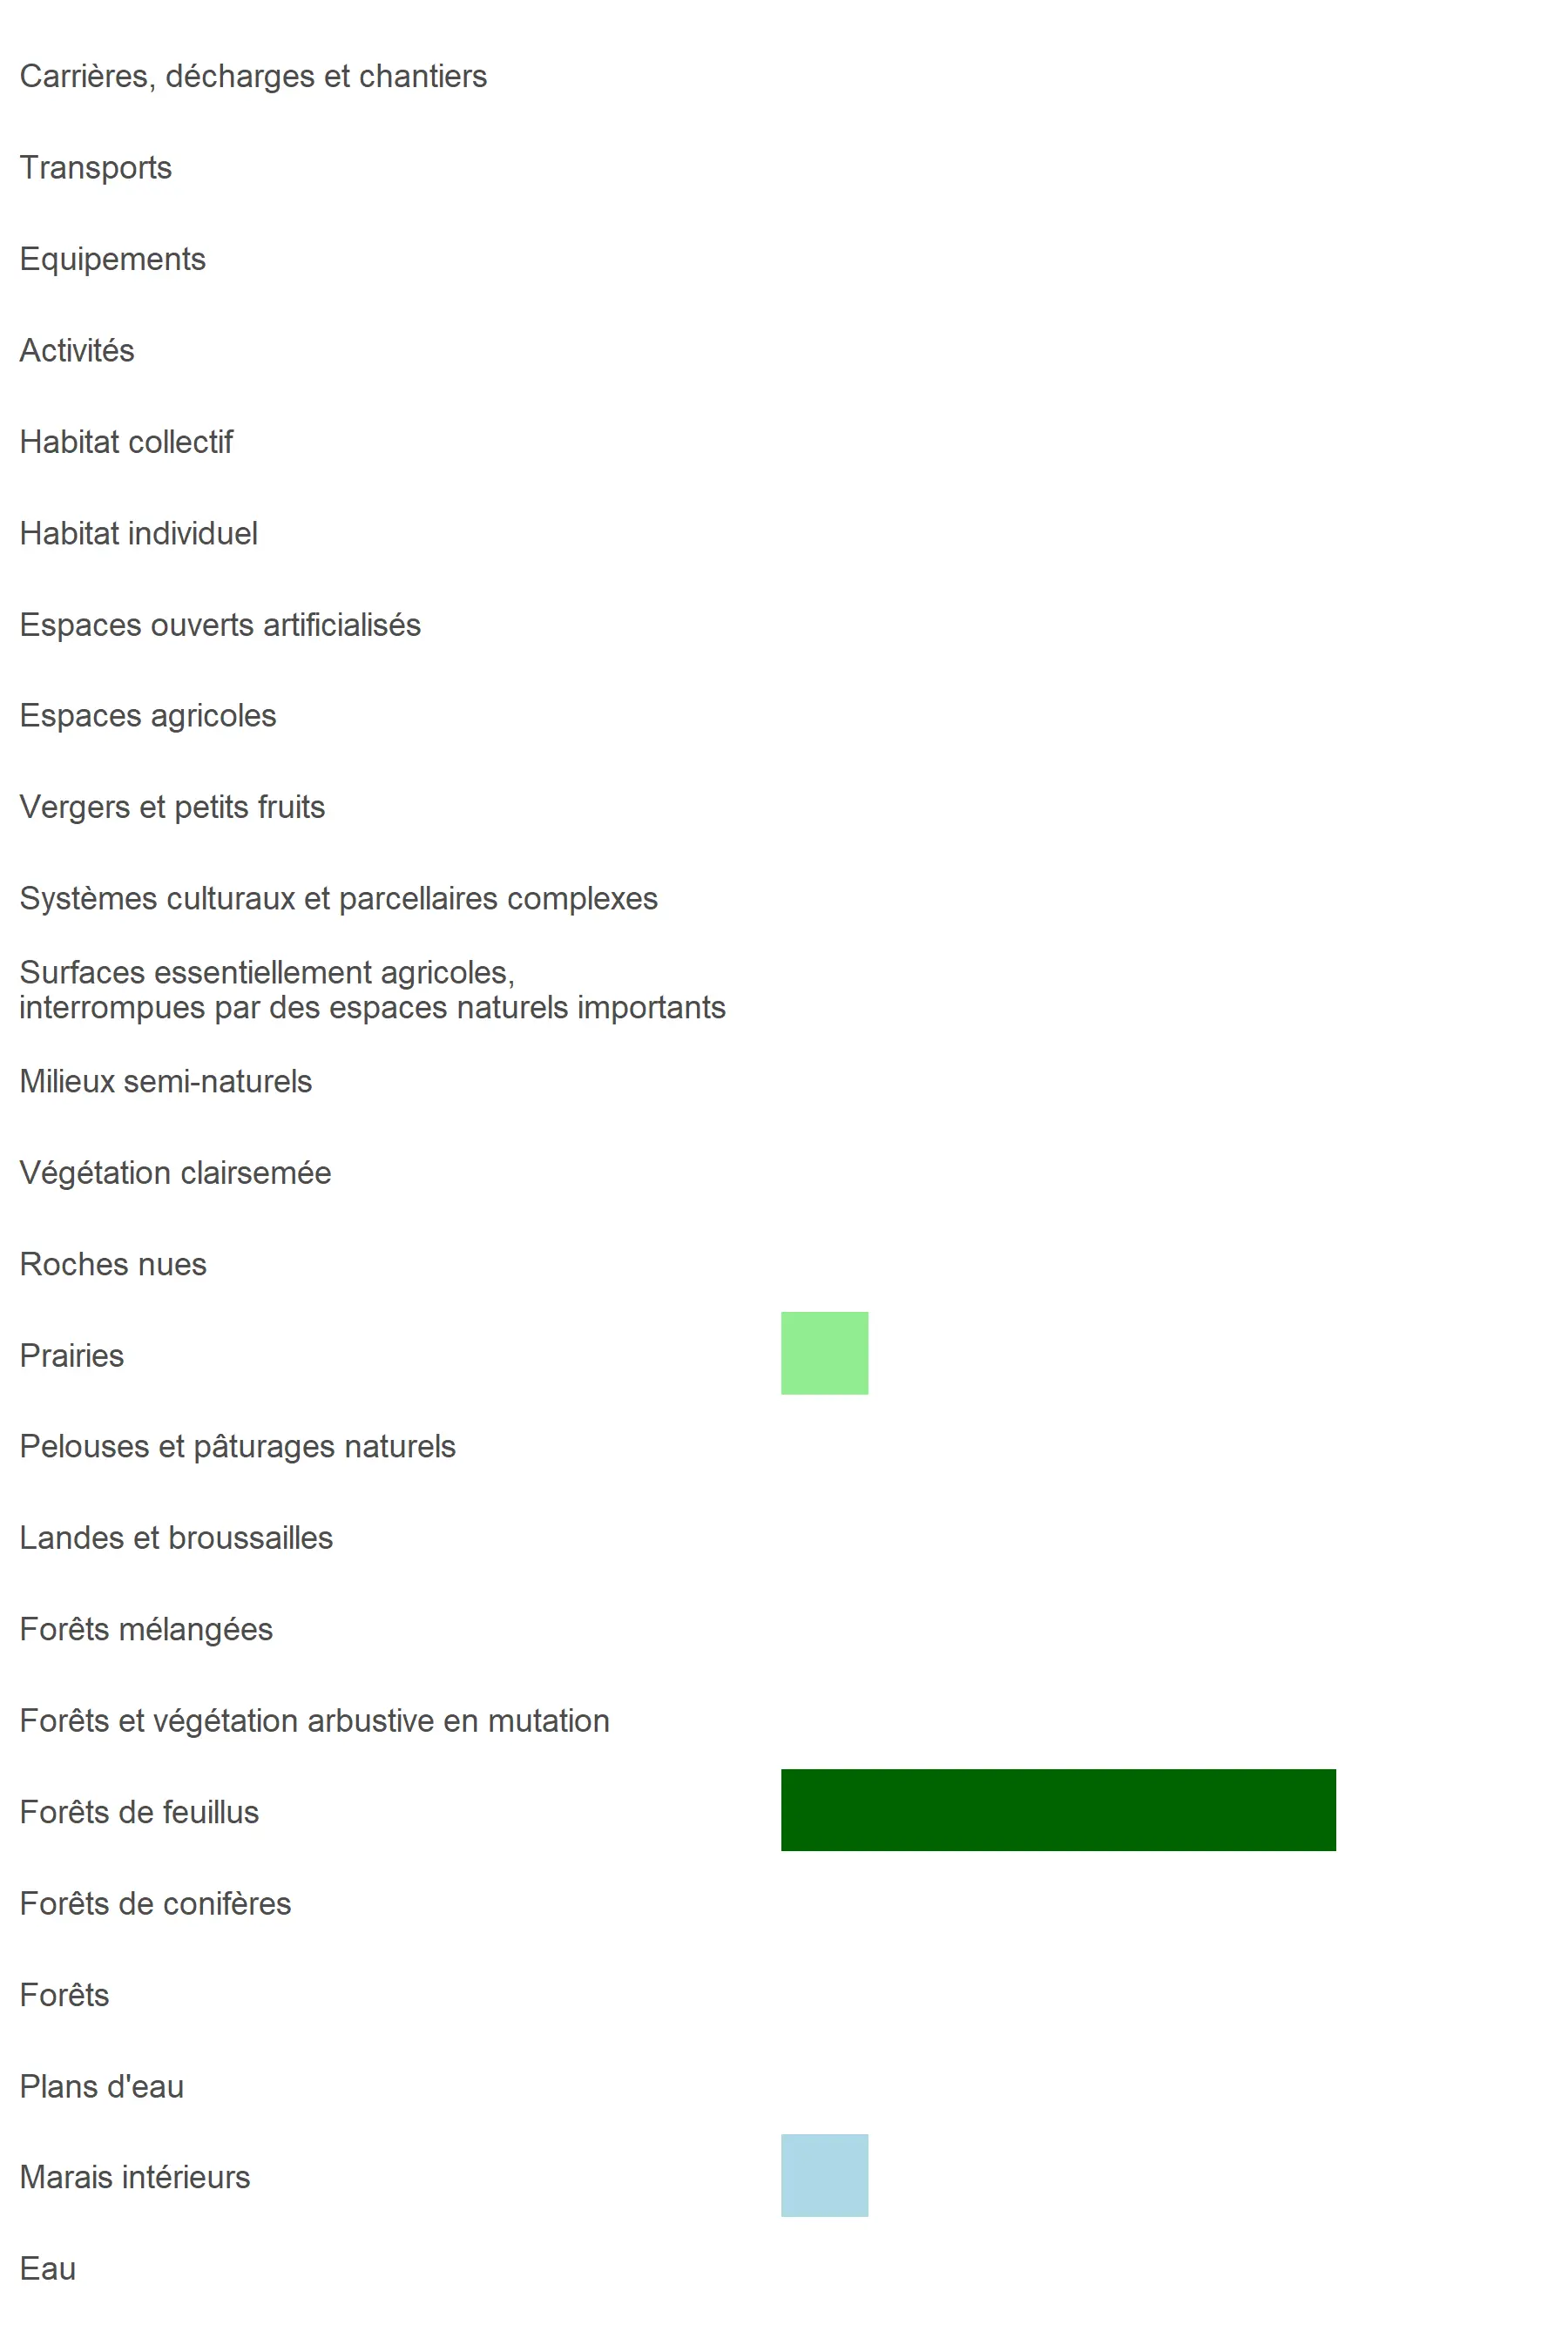 Carrières, décharges et chantiers
Transports
Equipements
Activités
Habitat collectif
Habitat individuel
Espaces ouverts artificialisés
Espaces agricoles
Vergers et petits fruits
Systèmes culturaux et parcellaires complexes
Surfaces essentiellement agricoles,
interrompues par des espaces naturels importants
Milieux semi-naturels
Végétation clairsemée
Roches nues
Prairies
Pelouses et pâturages naturels
Landes et broussailles
Forêts mélangées
Forêts et végétation arbustive en mutation
Forêts de feuillus
Forêts de conifères
Forêts
Plans d'eau
Marais intérieurs
Eau